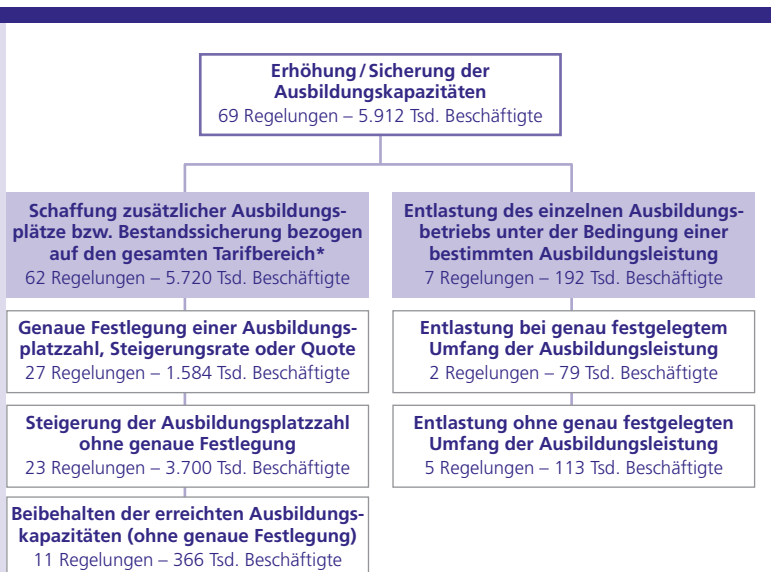 Erhöhung / Sicherung der
Ausbildungskapazitäten
69 Regelungen – 5.912 Tsd. Beschäftigte
Schaffung zusätzlicher Ausbildungs-
plätze bzw. Bestandssicherung bezogen
auf den gesamten Tarifbereich*
62 Regelungen – 5.720 Tsd. Beschäftigte
Genaue Festlegung einer Ausbildungs-
platzzahl, Steigerungsrate oder Quote
27 Regelungen – 1.584 Tsd. Beschäftigte
Steigerung der Ausbildungsplatzzahl
ohne genaue Festlegung
23 Regelungen – 3.700 Tsd. Beschäftigte
Beibehalten der erreichten Ausbildungs-
kapazitäten (ohne genaue Festlegung)
11 Regelungen – 366 Tsd. Beschäftigte
Entlastung des einzelnen Ausbildungs-
betriebs unter der Bedingung einer
bestimmten Ausbildungsleistung
7 Regelungen – 192 Tsd. Beschäftigte
Entlastung bei genau festgelegtem
Umfang der Ausbildungsleistung
2 Regelungen – 79 Tsd. Beschäftigte
Entlastung ohne genau festgelegten
Umfang der Ausbildungsleistung
5 Regelungen – 113 Tsd. Beschäftigte